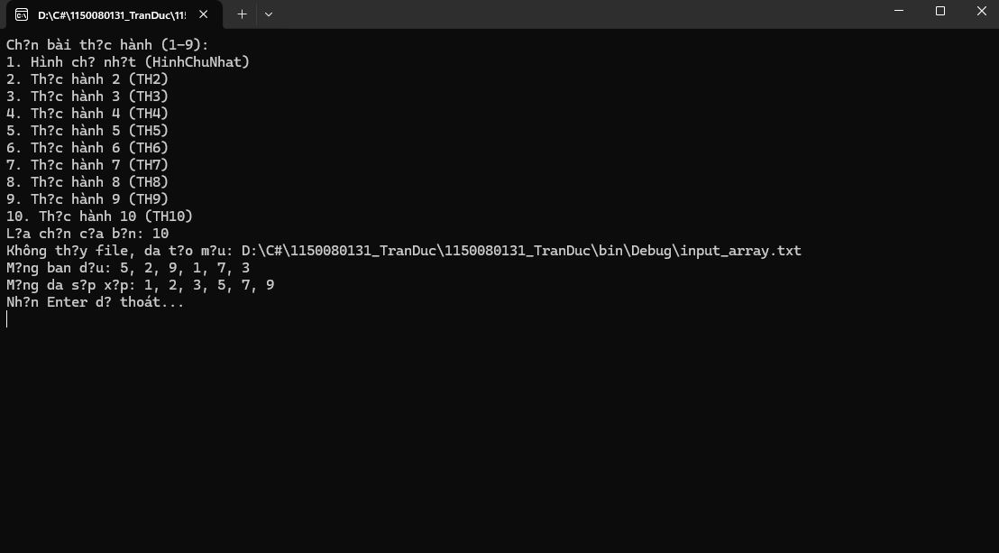 D:\C#\1150080131_TranDuc\11!
Ch?n bài th?c hành (1-9):
1. Hình ch? nh?t (HinhChuNhat)
2. Th?c hành 2 (TH2)
3. Th?c hành 3 (TH3)
4. Th?c hành 4 (TH4)
5. Th?c hành 5 (TH5)
6. Th?c hành 6 (TH6)
7. Th?c hành 7 (TH7)
8. Th?c hành 8 (TH8)
9. Th?c hành 9 (TH9)
10. Th?c hành 10 (TH10)
L?a ch?n c?a b?n: 10
Không th?y file, da t?o m?u: D:\C#\1150080131_TranDuc\1150080131_TranDuc\bin\Debug\input_array.txt
M?ng ban d?u: 5, 2, 9, 1, 7, 3
M?ng da s?p x?p: 1, 2, 3, 5, 7, 9
Nh?n Enter d? thoát...